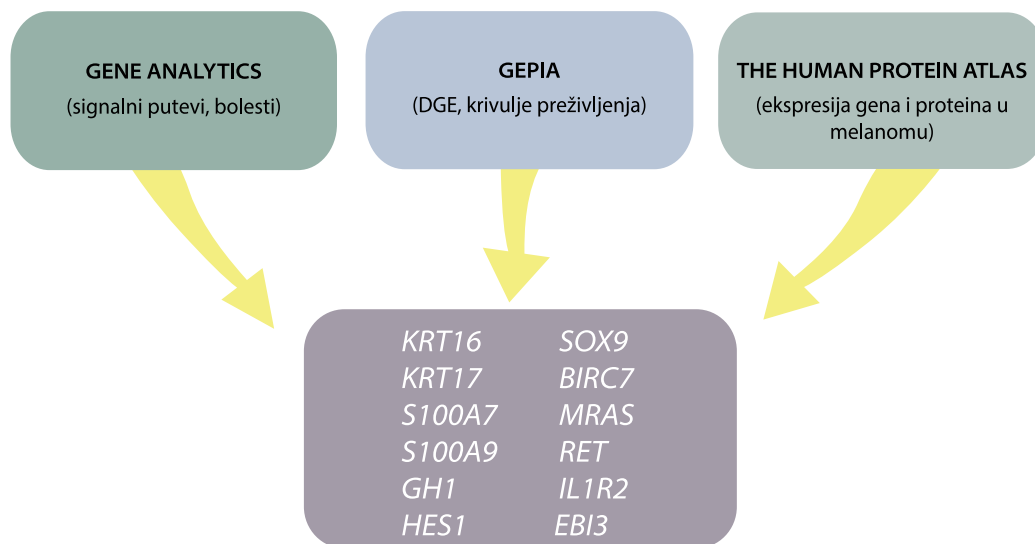 GENE ANALYTICS
(signalni putevi, bolesti)
GEPIA
(DGE, krivulje preživljenja)
THE HUMAN PROTEIN ATLAS
(ekspresija gena i proteina u
melanomu)
KRT16 SOX9
KRT17 BIRC7
S100A7 MRAS
S100A9 RET
GH1 IL1R2
HES1 EBI3